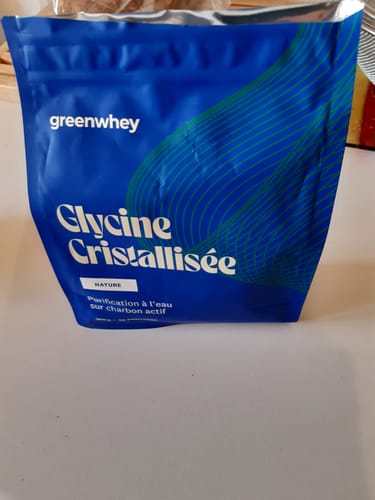 greenwhey
Glycine
Cristallisée
NATURE
Purification à l'eau
sur charbon actif